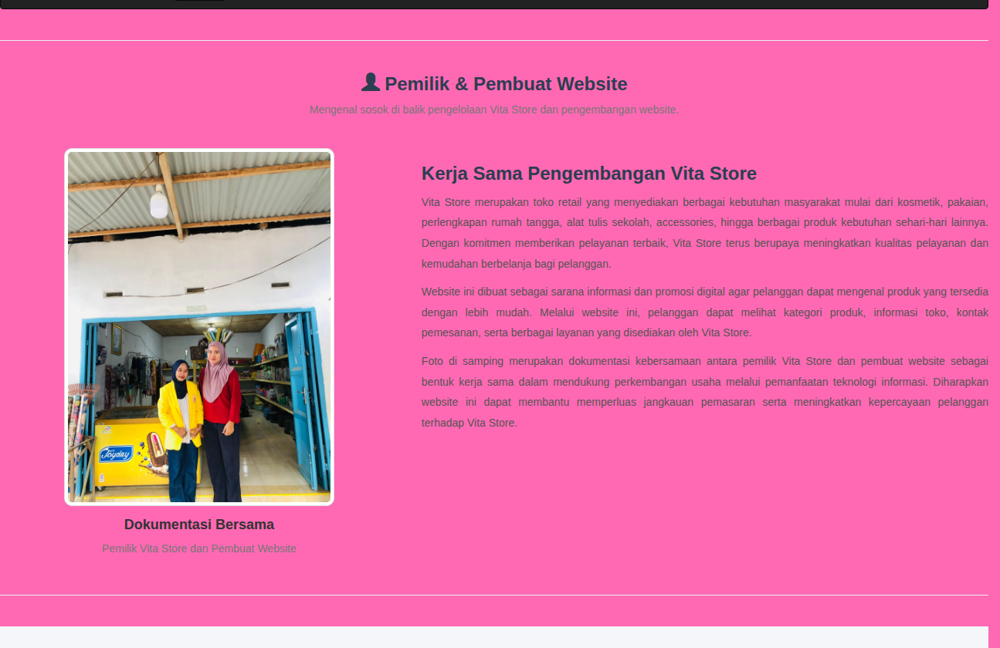 Pemilik & Pembuat Website
Mengenal sosok di balik pengelolaan Vita Store dan pengembangan website.
Kerja Sama Pengembangan Vita Store
Vita Store merupakan toko retail yang menyediakan berbagai kebutuhan masyarakat mulai dari kosmetik, pakaian,
perlengkapan rumah tangga, alat tulis sekolah, accessories, hingga berbagai produk kebutuhan sehari-hari lainnya.
Dengan komitmen memberikan pelayanan terbaik, Vita Store terus berupaya meningkatkan kualitas pelayanan dan
kemudahan berbelanja bagi pelanggan.
Website ini dibuat sebagai sarana informasi dan promosi digital agar pelanggan dapat mengenal produk yang tersedia
dengan lebih mudah. Melalui website ini, pelanggan dapat melihat kategori produk, informasi toko, kontak
pemesanan, serta berbagai layanan yang disediakan oleh Vita Store.
Foto di samping merupakan dokumentasi kebersamaan antara pemilik Vita Store dan pembuat website sebagai
bentuk kerja sama dalam mendukung perkembangan usaha melalui pemanfaatan teknologi informasi. Diharapkan
website ini dapat membantu memperluas jangkauan pemasaran serta meningkatkan kepercayaan pelanggan
terhadap Vita Store.
Joyday
Dokumentasi Bersama
Pemilik Vita Store dan Pembuat Website